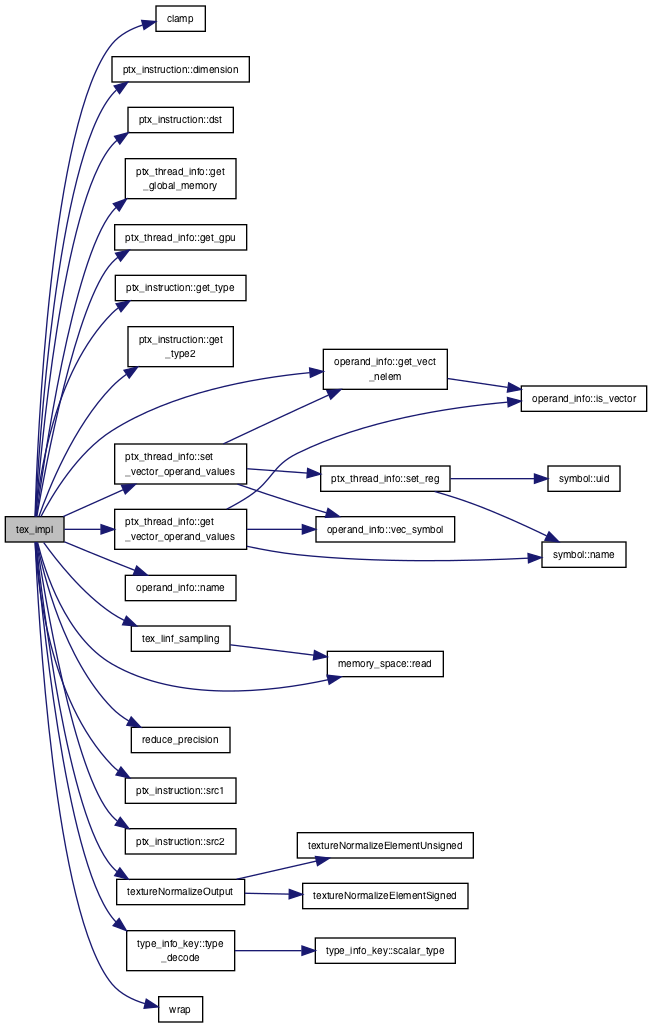 clamp
ptx_instruction::dimension
ptx_instruction::dst
ptx_thread_info::get
_global_memory
ptx_thread_info::get_gpu
ptx_instruction::get_type
ptx_instruction::get
_type2
operand_info::get_vect
_nelem
operand_info::is_vector
ptx_thread_info::set
_vector_operand_values
ptx_thread_info::set_reg
symbol::uid
tex_impl
ptx_thread_info::get
_vector_operand_values
operand_info::vec_symbol
symbol::name
operand_info::name
tex_linf_sampling
memory_space::read
reduce_precision
ptx_instruction::src1
ptx_instruction::src2
textureNormalizeElementUnsigned
textureNormalizeOutput
textureNormalizeElementSigned
type_info_key::type
_decode
type_info_key::scalar_type
wrap